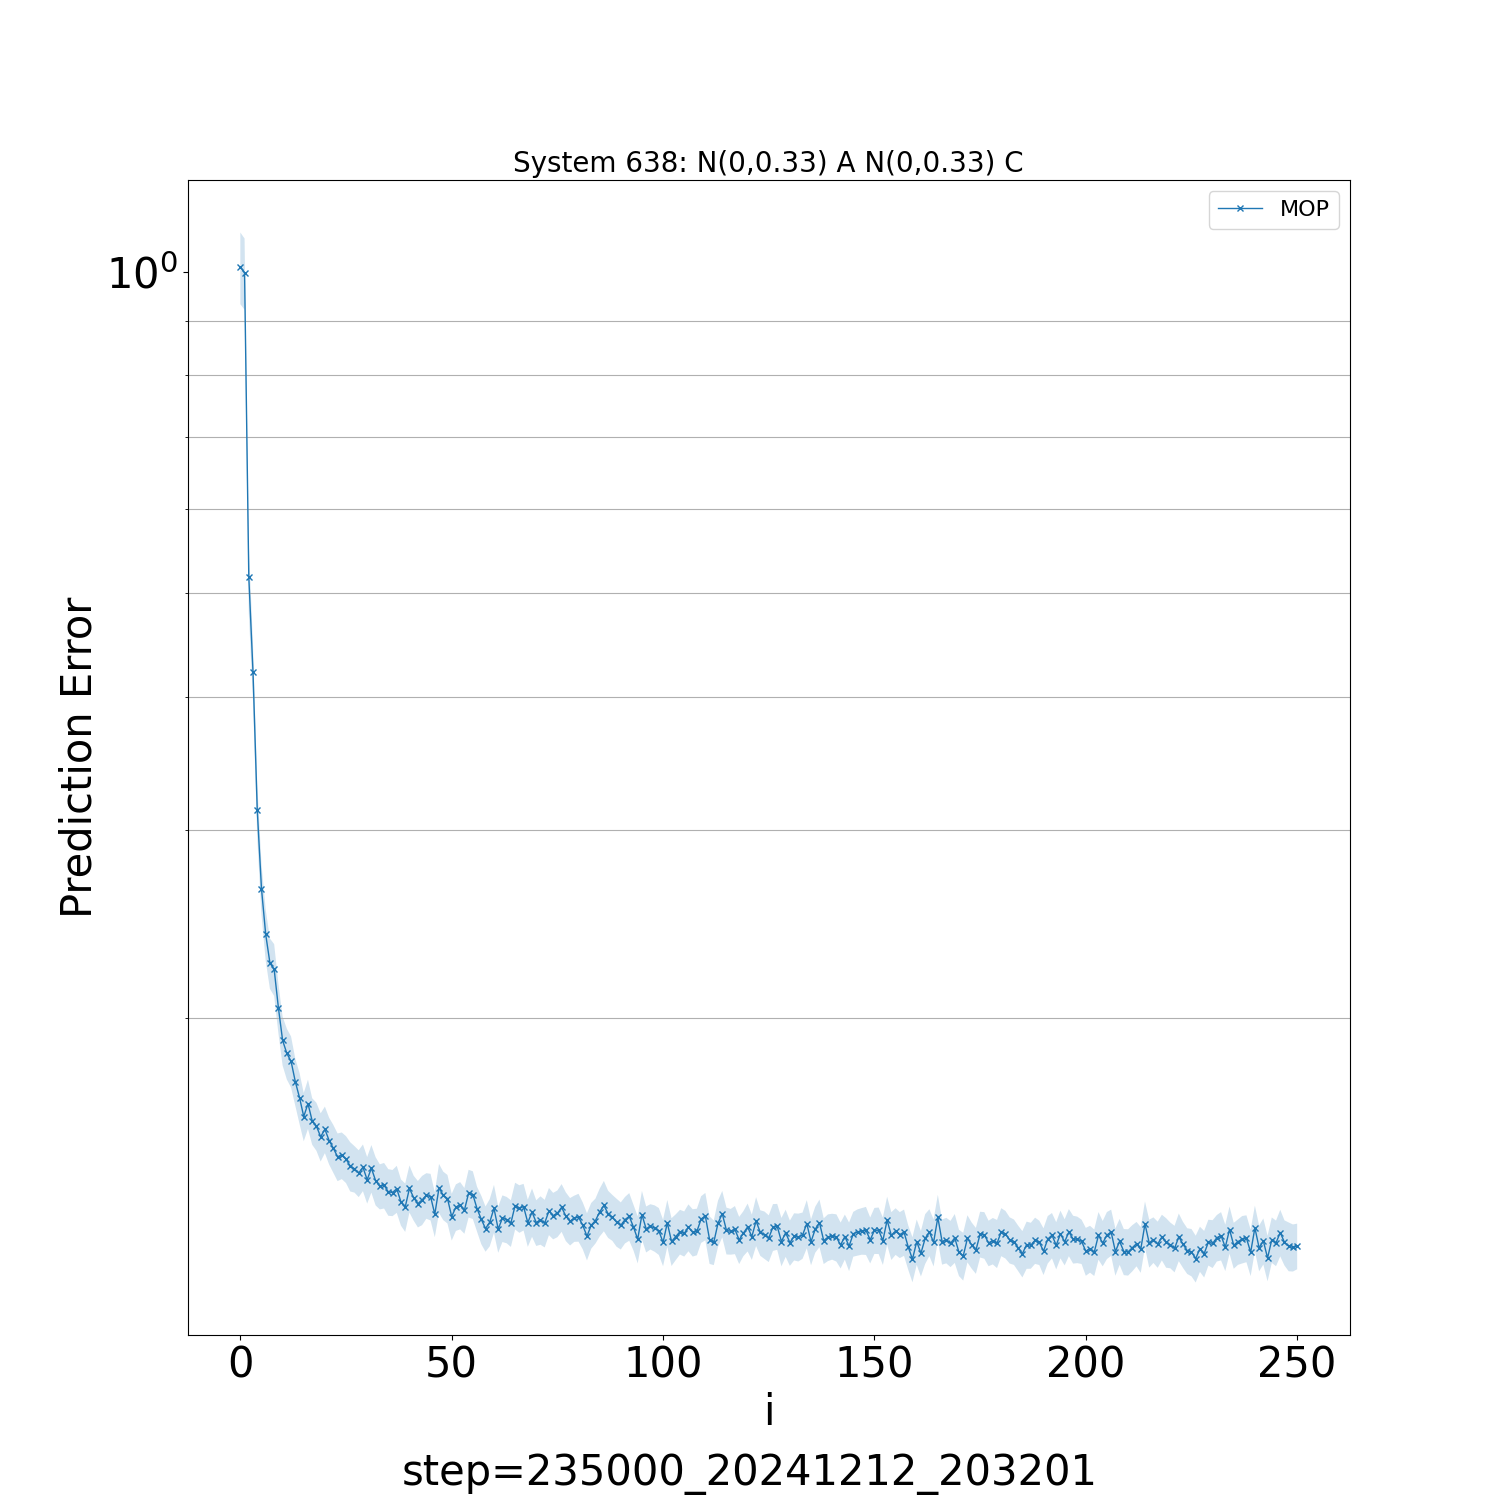 System 638: N(0,0.33) A N(0,0.33) C
MOP
10⁰
Prediction Error
0 50 100 150 200 250
i
step=235000_20241212_203201